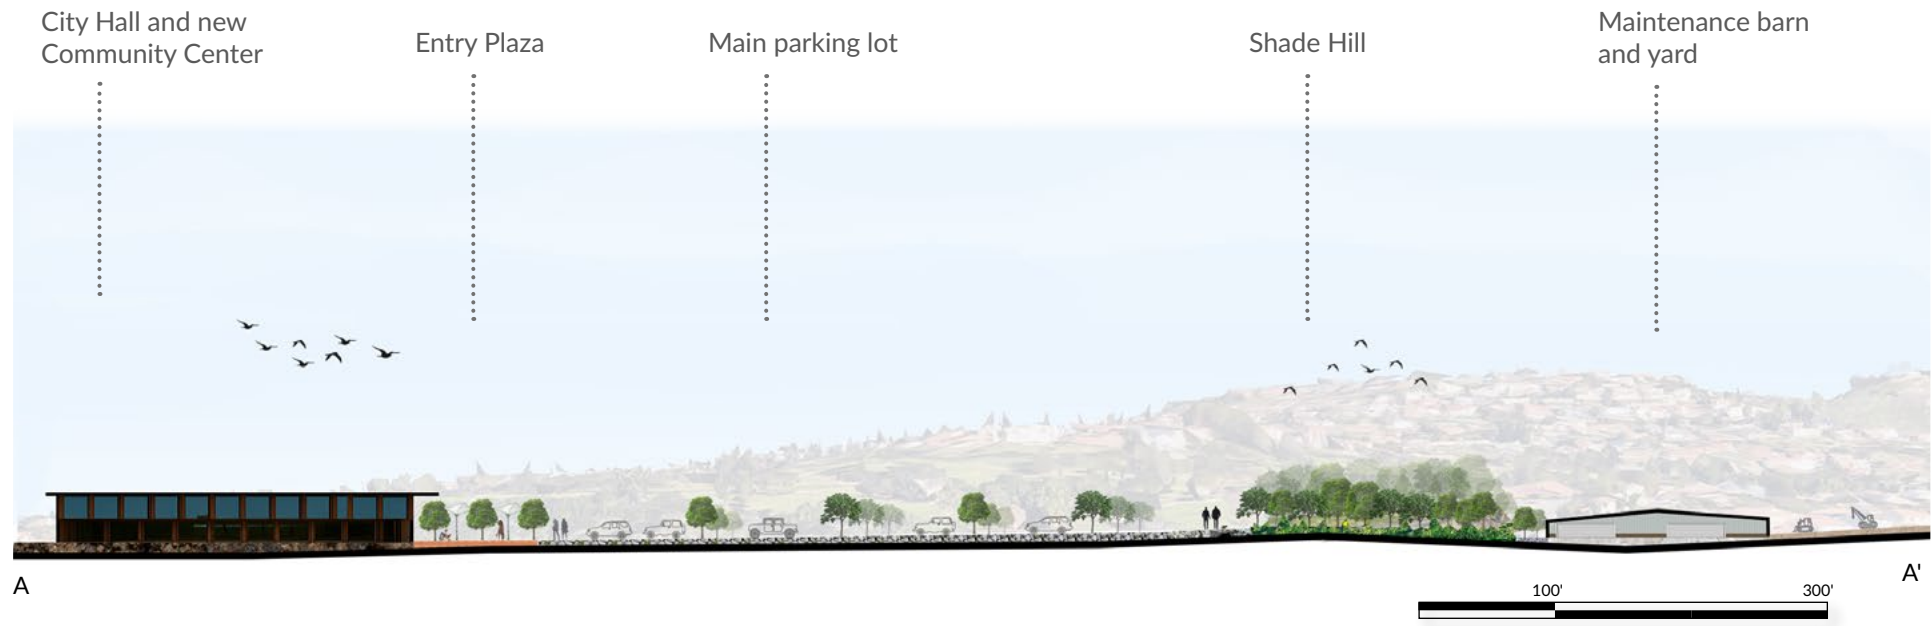 City Hall and new
Community Center
Entry Plaza
Main parking lot
Shade Hill
Maintenance barn
and yard
A
A'
100'
300'